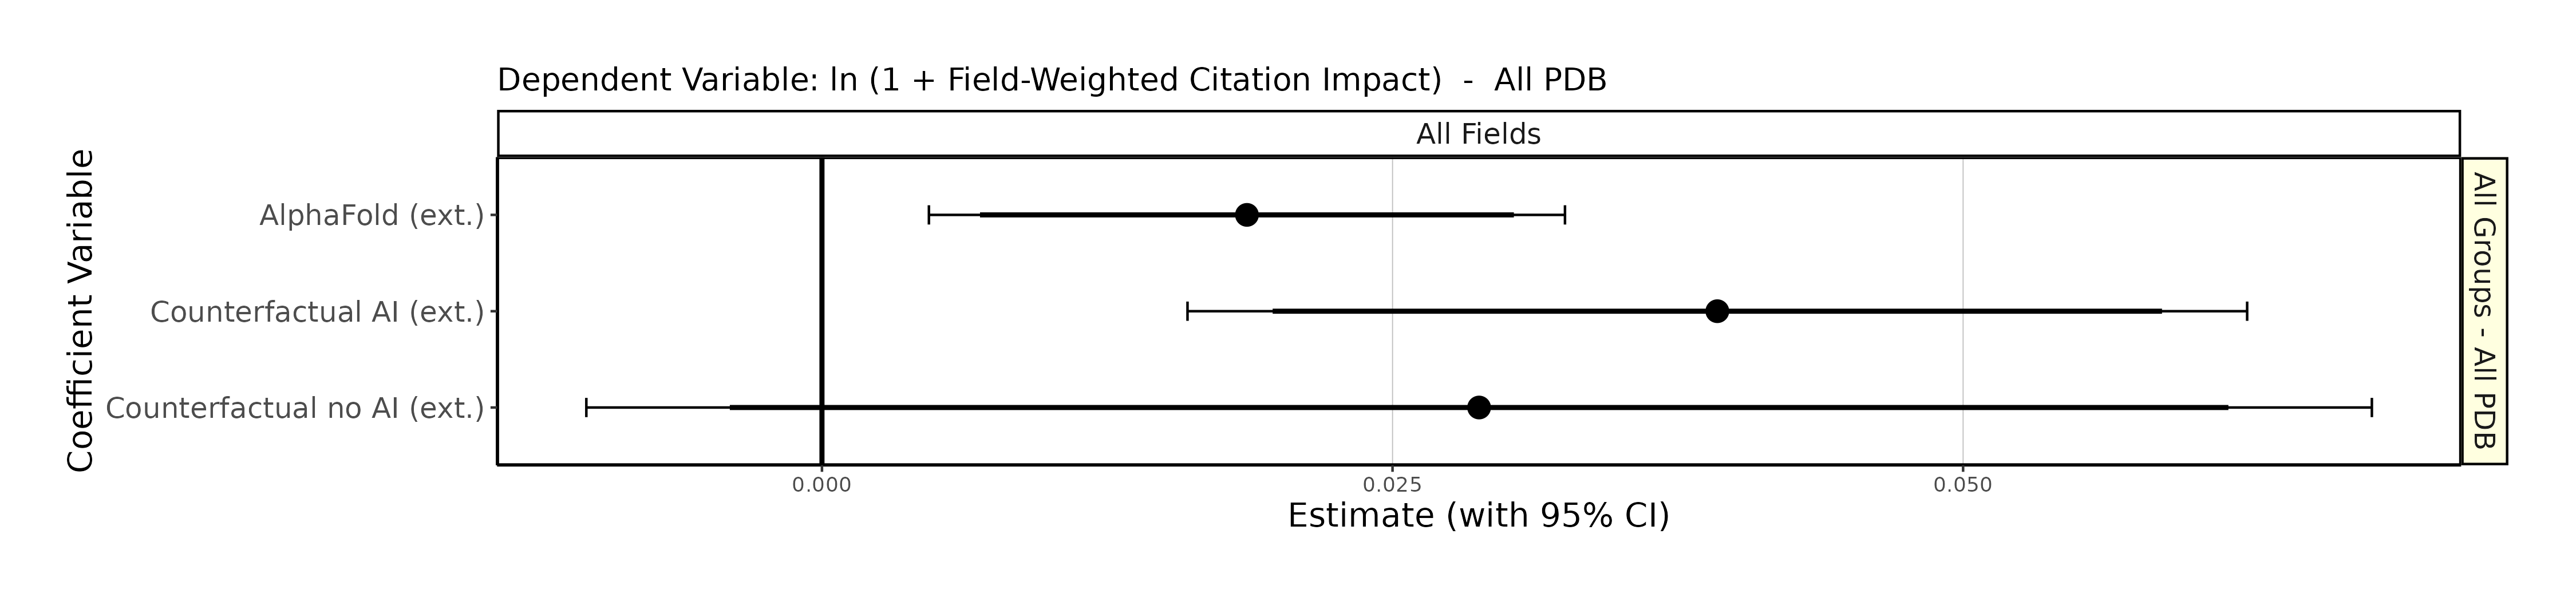 Dependent Variable: ln (1 + Field-Weighted Citation Impact)  -  All PDB
All Fields
Coefficient Variable
AlphaFold (ext.)
Counterfactual AI (ext.)
Counterfactual no AI (ext.)
All Groups - All PDB
0.000
0.025
0.050
Estimate (with 95% CI)